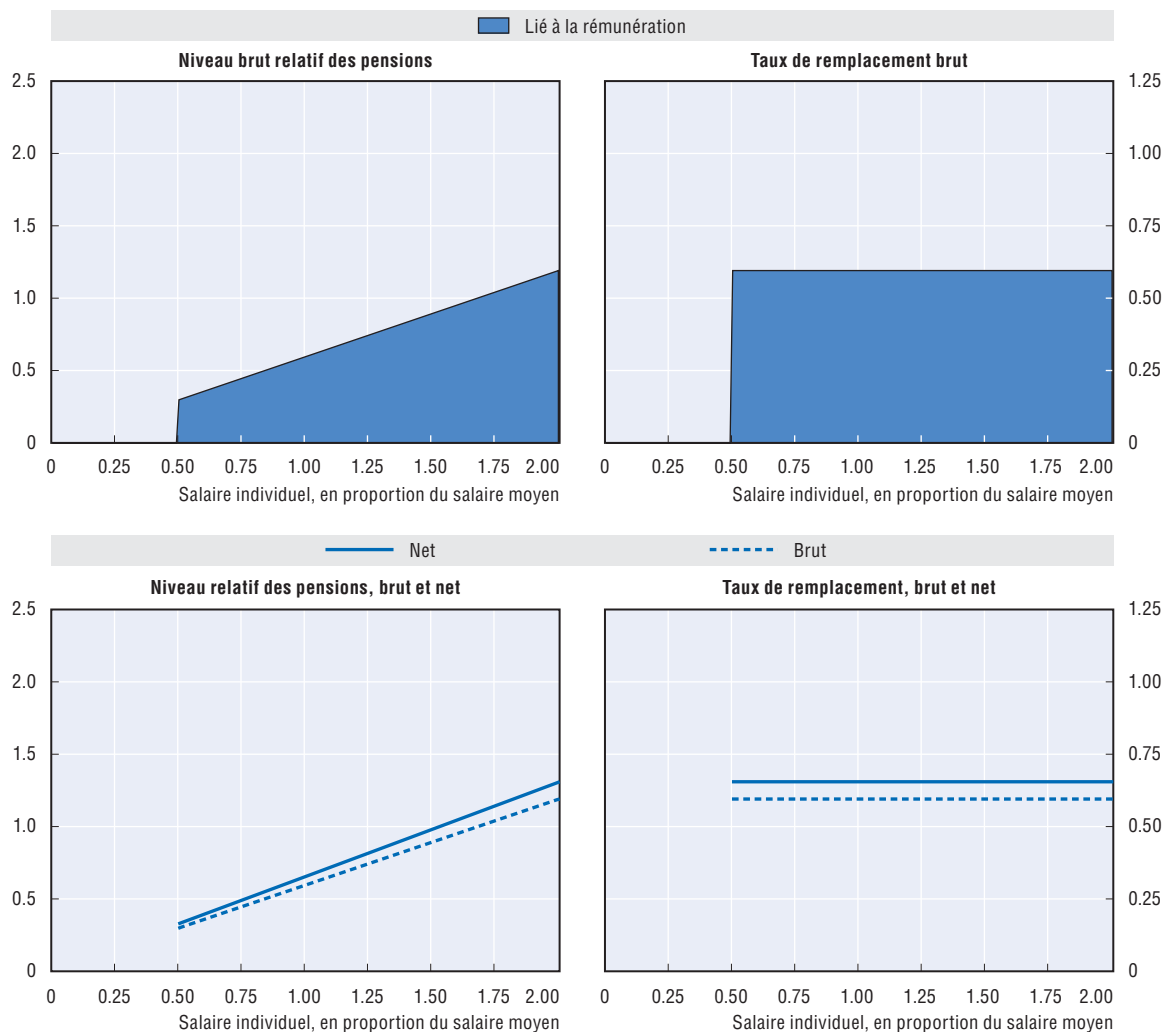 Lié à la rémunération
Niveau brut relatif des pensions
Taux de remplacement brut
2.5
2.0
1.5
1.0
0.5
0
0 0.25 0.50 0.75 1.00 1.25 1.50 1.75 2.00
Salaire individuel, en proportion du salaire moyen
1.25
1.00
0.75
0.50
0.25
0
0 0.25 0.50 0.75 1.00 1.25 1.50 1.75 2.00
Salaire individuel, en proportion du salaire moyen
Net Brut
Niveau relatif des pensions, brut et net
Taux de remplacement, brut et net
2.5
2.0
1.5
1.0
0.5
0
0 0.25 0.50 0.75 1.00 1.25 1.50 1.75 2.00
Salaire individuel, en proportion du salaire moyen
1.25
1.00
0.75
0.50
0.25
0
0 0.25 0.50 0.75 1.00 1.25 1.50 1.75 2.00
Salaire individuel, en proportion du salaire moyen